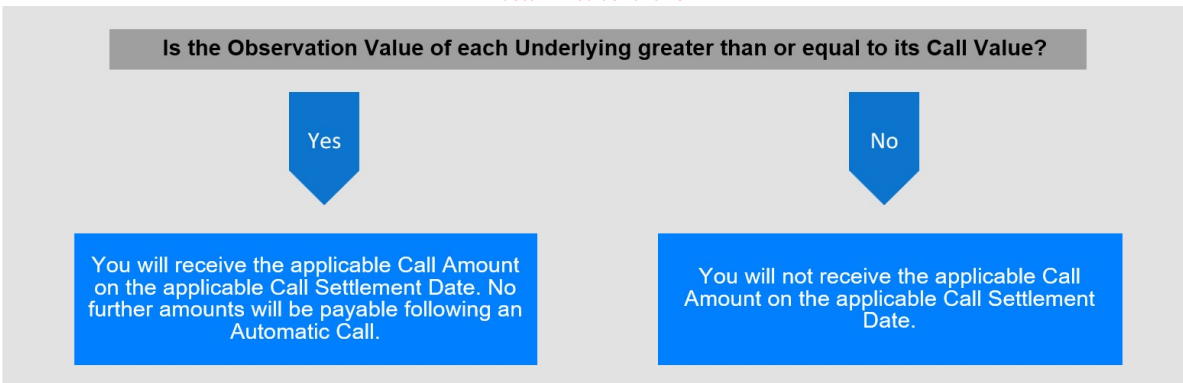 Is the Observation Value of each Underlying greater than or equal to its Call Value?
Yes
No
You will receive the applicable Call Amount
on the applicable Call Settlement Date. No
further amounts will be payable following an
Automatic Call.
You will not receive the applicable Call
Amount on the applicable Call Settlement
Date.